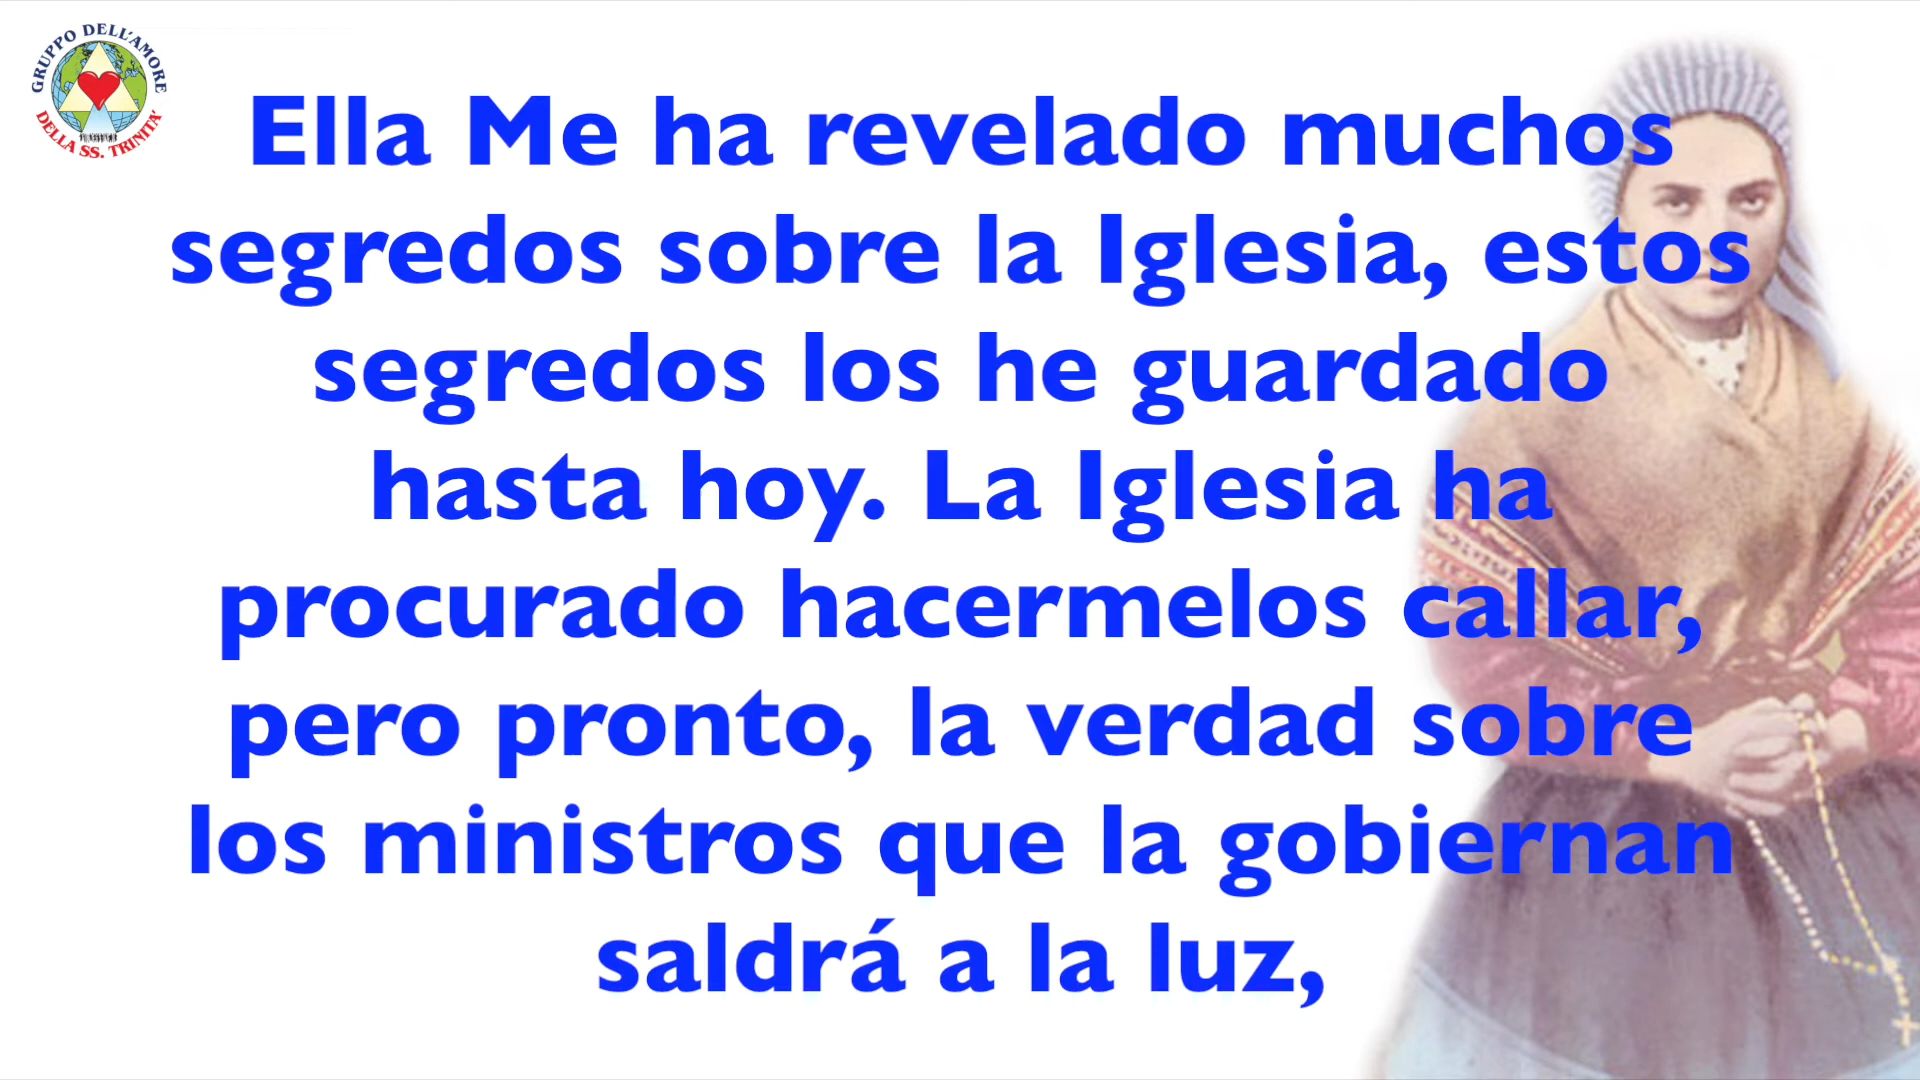 GRUPPO DELL'AMORE
DELLA SS. TRINITA'
Ella Me ha revelado muchos
segredos sobre la Iglesia, estos
segredos los he guardado
hasta hoy. La Iglesia ha
procurado hacermelos callar,
pero pronto, la verdad sobre
los ministros que la gobiernan
saldrá a la luz,